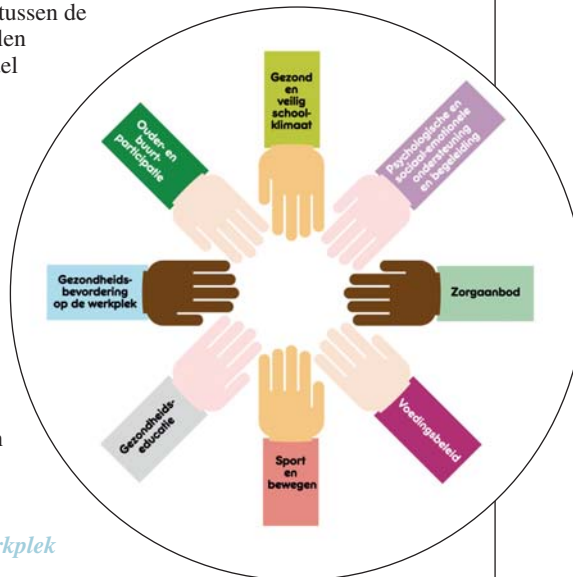 tussen de
len
el
Gezond
en
veilig
school-
klimaat
Psychologische en
sociaal-emotionele
ondersteuning
en begeleiding
Zorgaanbod
Voedingsbeleid
Sport
en
bewegen
Gezondheids-
educatie
Gezondheids-
bevordering
op de werkplek
Ouder- en
buurt-
participatie
n
rkplek